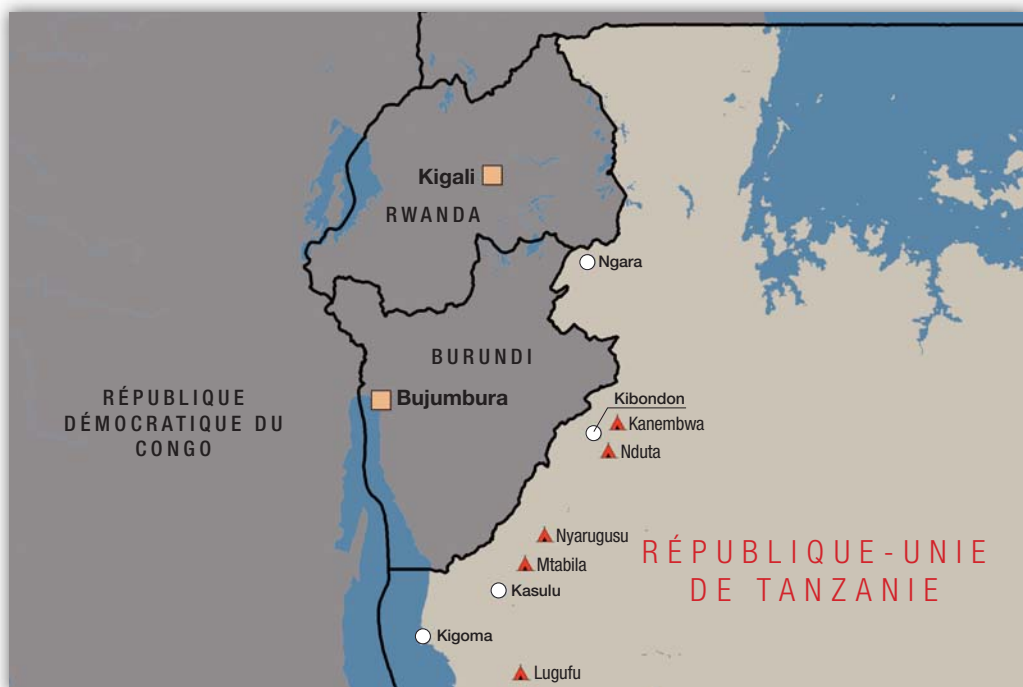 Kigali
RWANDA
Ngara
BURUNDI
Bujumbura
RÉPUBLIQUE
DÉMOCRATIQUE DU
CONGO
Kibondon
Kanembwa
Nduta
Nyarugusu
Mtabila
RÉPUBLIQUE-UNIE
DE TANZANIE
Kasulu
Kigoma
Lugufu